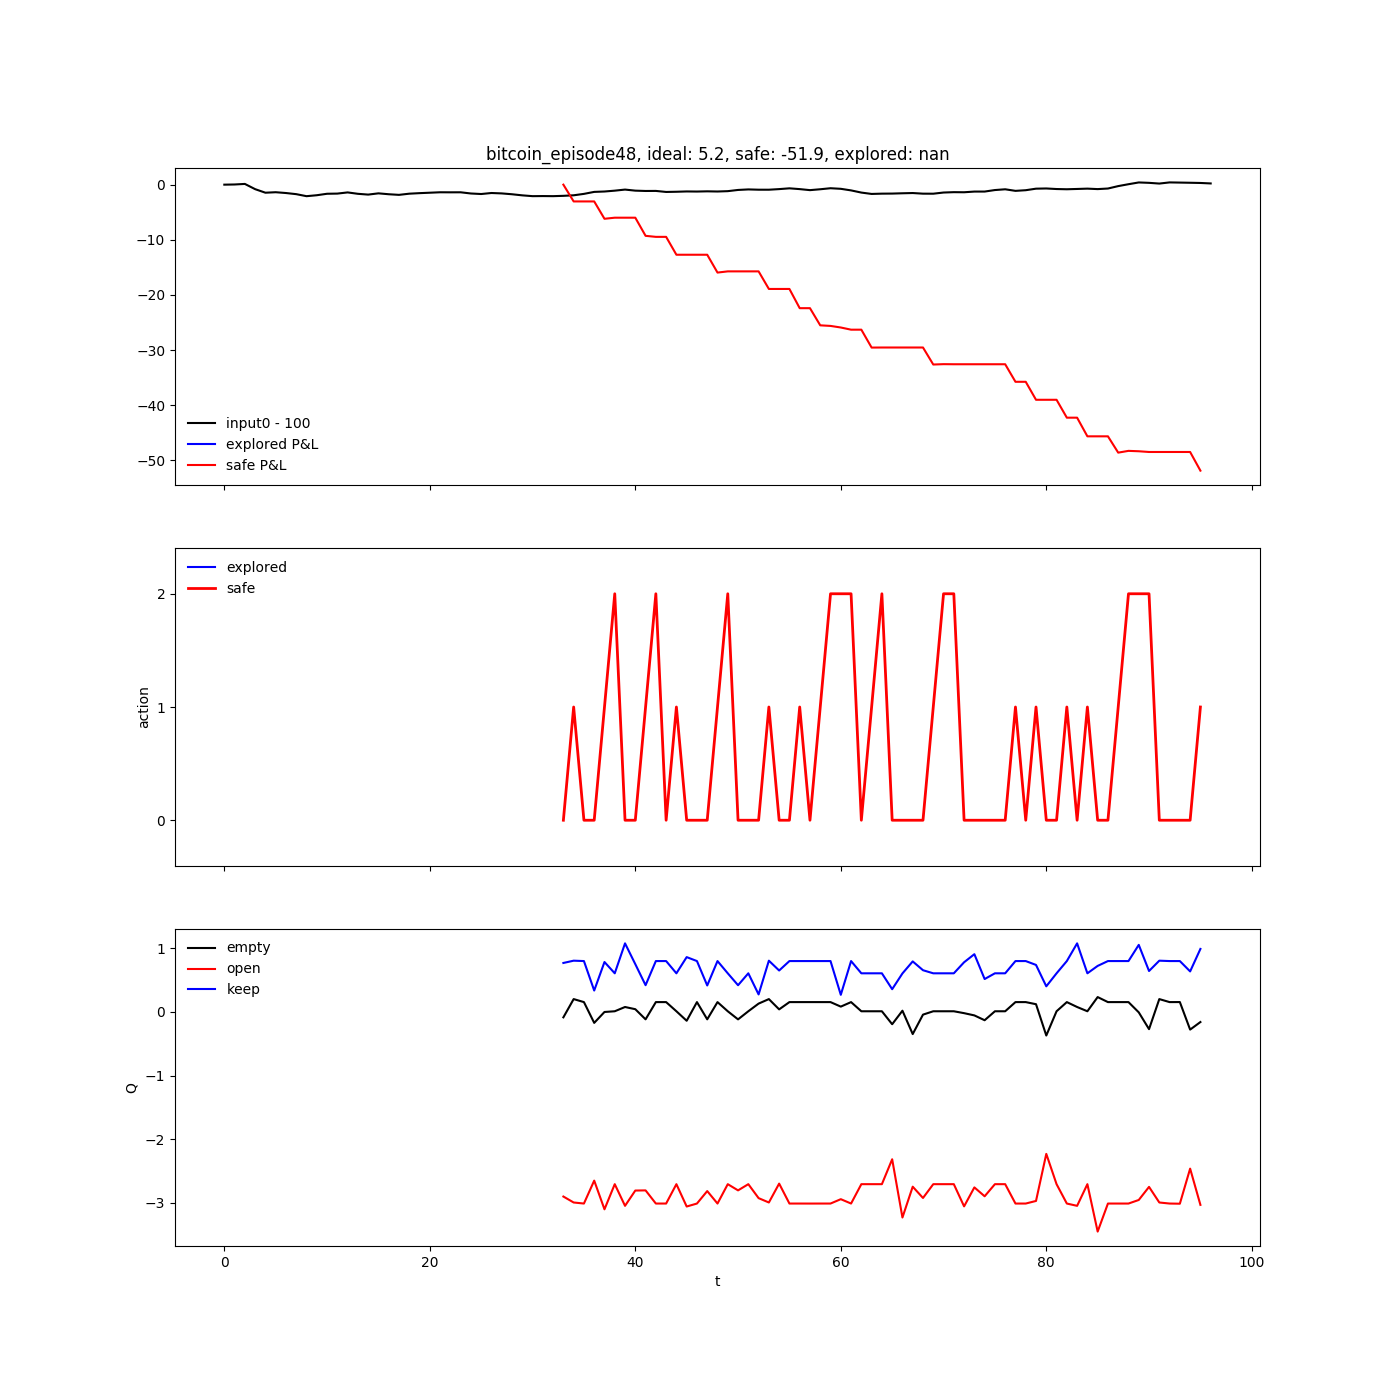 bitcoin_episode48, ideal: 5.2, safe: -51.9, explored: nan
0
−10
−20
−30
−40
−50
input0 - 100
explored P&L
safe P&L
action
2
1
0
explored
safe
Q
1
0
−1
−2
−3
empty
open
keep
0
20
40
60
80
100
t